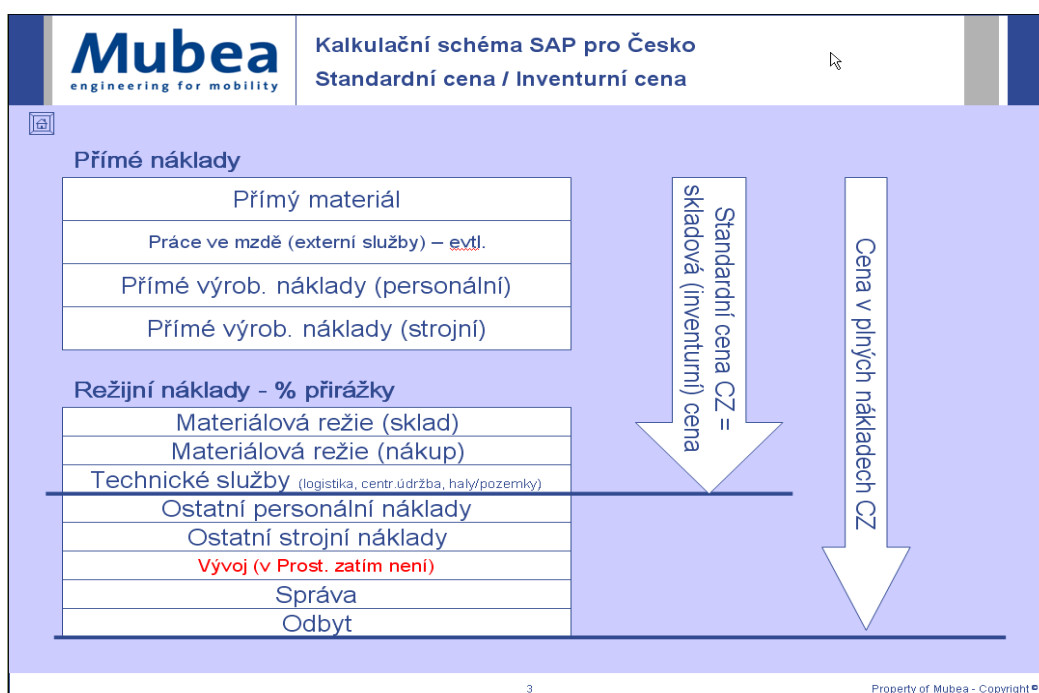 Mubea
engineering for mobility
Kalkulační schéma SAP pro Česko
Standardní cena / Inventurní cena
Přímé náklady
Přímý materiál
Práce ve mzdě (externí služby) – evtl.
Přímé výrob. náklady (personální)
Přímé výrob. náklady (strojní)
Režijní náklady - % přirážky
Materiálová režie (sklad)
Materiálová režie (nákup)
Technické služby (logistika, centr.údržba, haly/pozemky)
Ostatní personální náklady
Ostatní strojní náklady
Vývoj (v Prost. zatím není)
Správa
Odbyt
Standardní cena CZ =
skladová (inventurní) cena
Cena v plných nákladech CZ
3
Property of Mubea - Copyright ©